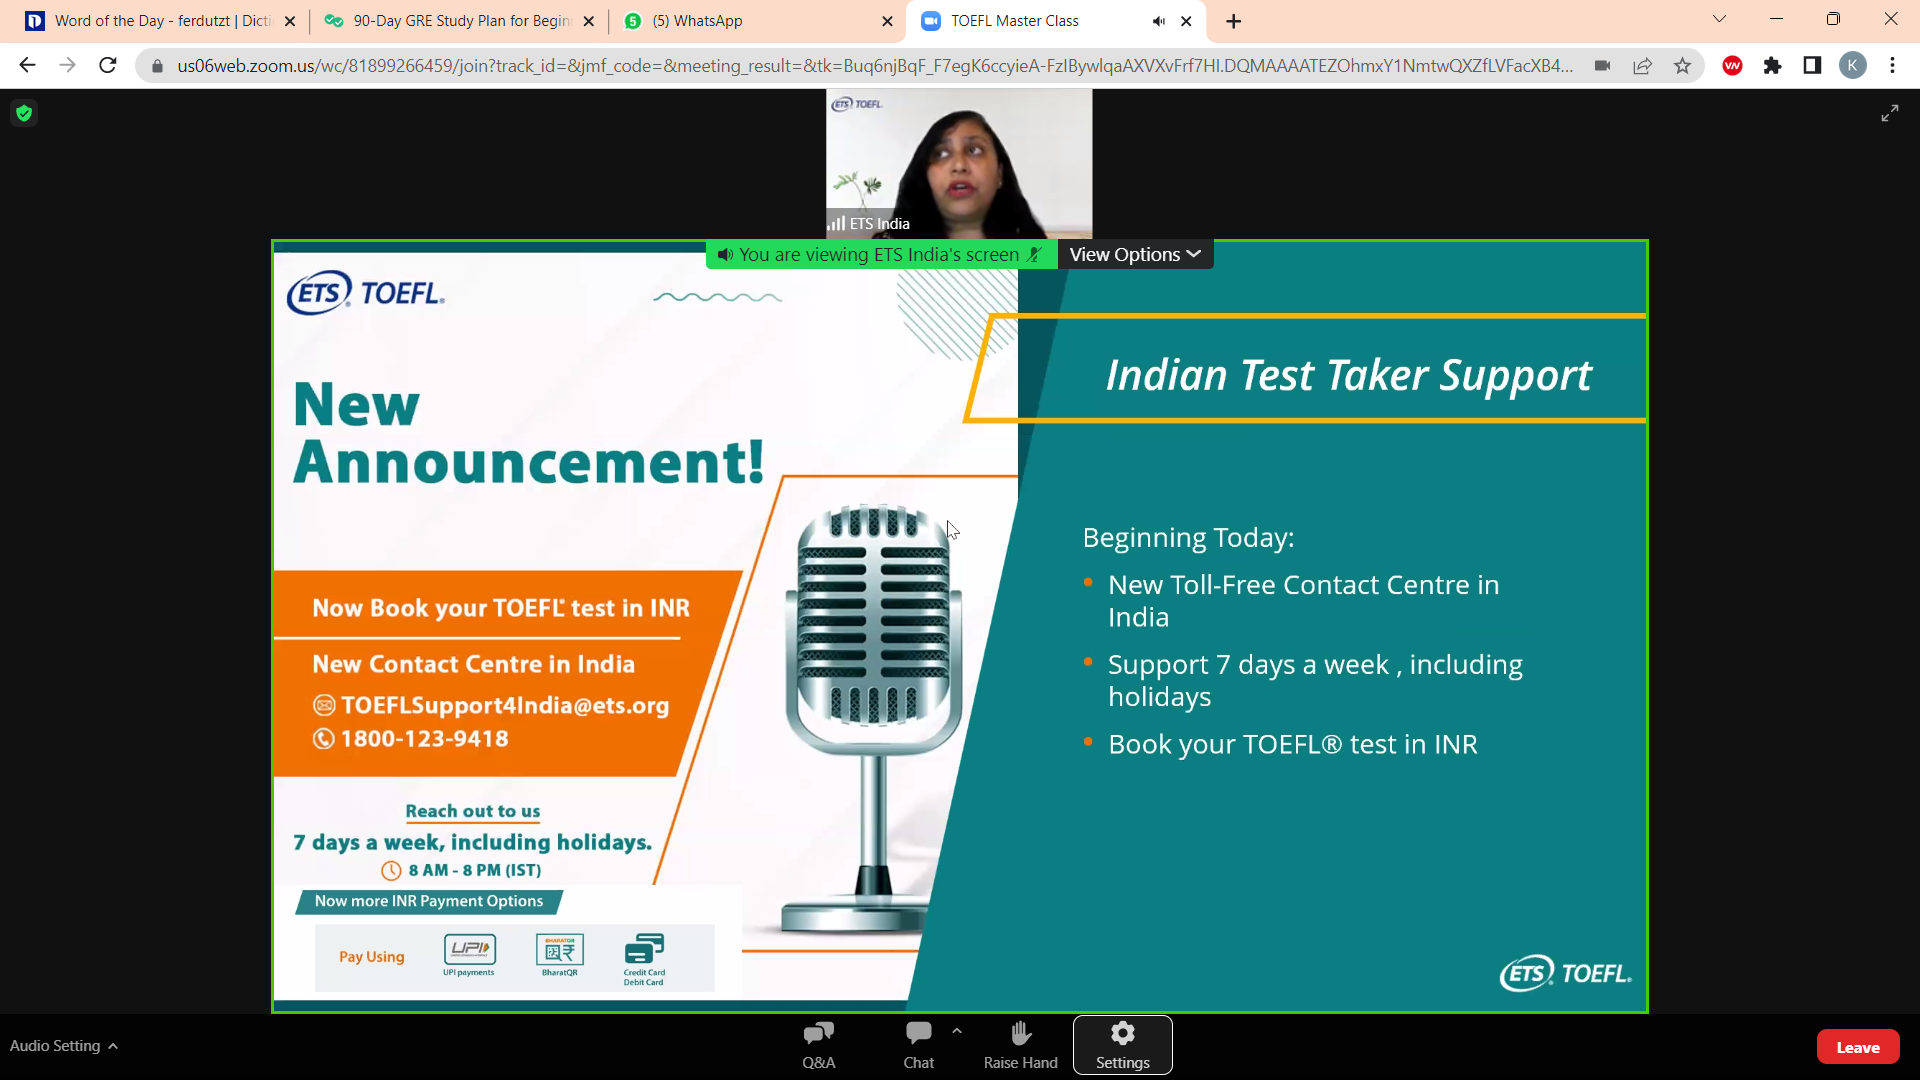 Word of the Day - ferdutzt | Dicti
90-Day GRE Study Plan for Begin
(5) WhatsApp
TOEFL Master Class
us06web.zoom.us/wc/81899266459/join?track_id=&jmf_code=&meeting_result=&tk=Buq6njBqF_F7egK6ccyieA-FzIBywlqaAXVXvFrf7HI.DQMAAAATEZOhmxY1NmtwQXZfLVFacXB4...
K
ETS TOEFL
ETS India
You are viewing ETS India's screen
View Options
ETS® TOEFL®
New
Announcement!
Now Book your TOEFL® test in INR
New Contact Centre in India
TOEFLSupport4India@ets.org
1800-123-9418
Reach out to us
7 days a week, including holidays.
8 AM - 8 PM (IST)
Now more INR Payment Options
Pay Using
UPI
UPI payments
BHARATQR
BharatQR
Credit Card
Debit Card
Indian Test Taker Support
Beginning Today:
• New Toll-Free Contact Centre in
India
• Support 7 days a week , including
holidays
• Book your TOEFL® test in INR
ETS® TOEFL®
Audio Setting
Q&A
Chat
Raise Hand
Settings
Leave